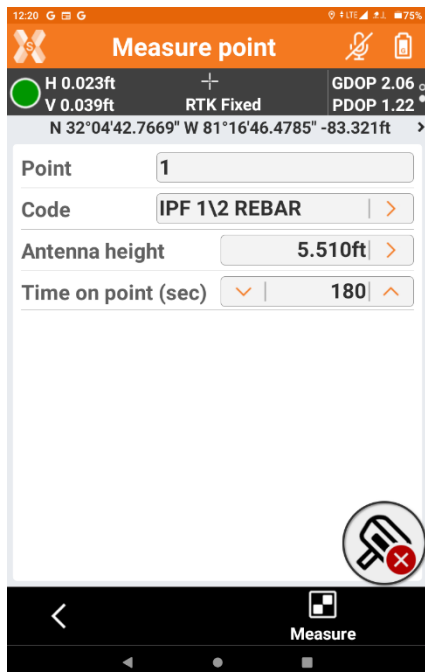 12:20 G G LTE 75%
S Measure point
H 0.023ft GDOP 2.06
V 0.039ft RTK Fixed PDOP 1.22
N 32°04'42.7669" W 81°16'46.4785" -83.321ft
Point 1
Code IPF 1\2 REBAR
Antenna height 5.510ft
Time on point (sec) 180
Measure